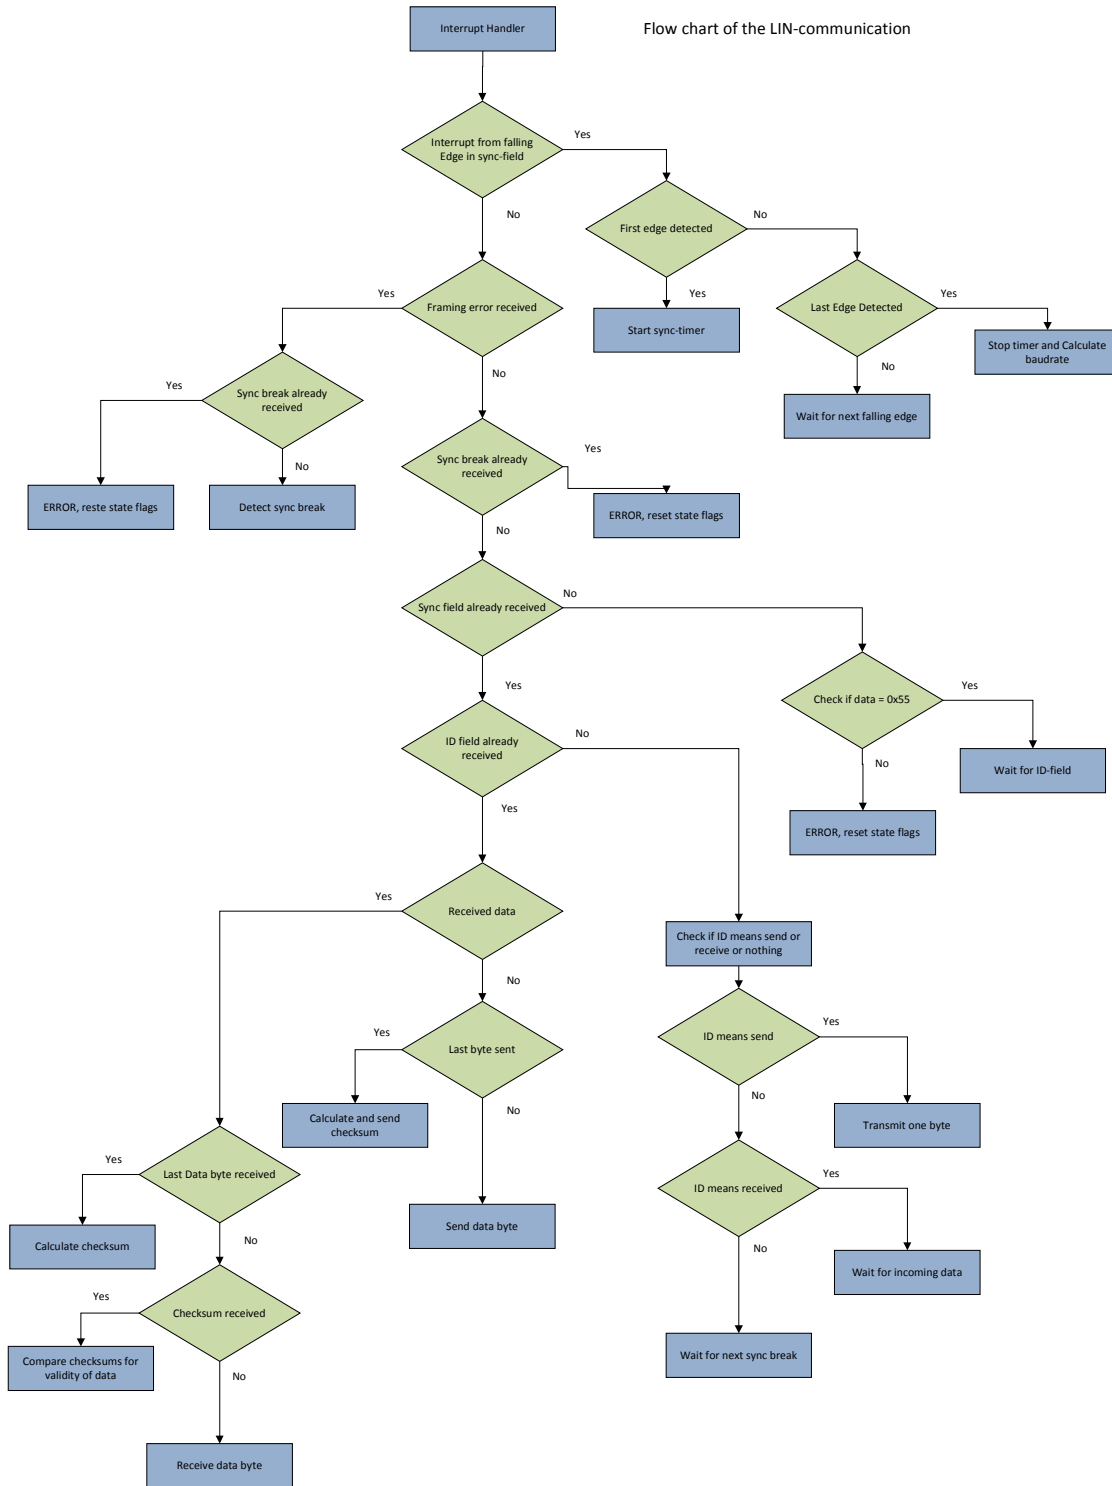 Interrupt Handler
Flow chart of the LIN-communication
Yes
Interrupt from falling
Edge in sync-field
No
No
First edge detected
Yes
Yes
Yes
Framing error received
Last Edge Detected
Start sync-timer
Stop timer and Calculate
baudrate
No
No
Yes
Sync break already
received
Wait for next falling edge
Yes
Sync break already
received
No
ERROR, reste state flags
Detect sync break
ERROR, reset state flags
No
No
Sync field already received
Yes
Yes
Check if data = 0x55
No
ID field already
received
Wait for ID-field
No
Yes
ERROR, reset state flags
Yes
Received data
Check if ID means send or
receive or nothing
No
Yes
Yes
ID means send
Last byte sent
No
No
Calculate and send
checksum
Transmit one byte
Yes
Yes
Last Data byte received
ID means received
Send data byte
No
No
Calculate checksum
Wait for incoming data
Yes
Checksum received
Wait for next sync break
Compare checksums for
validity of data
No
Receive data byte